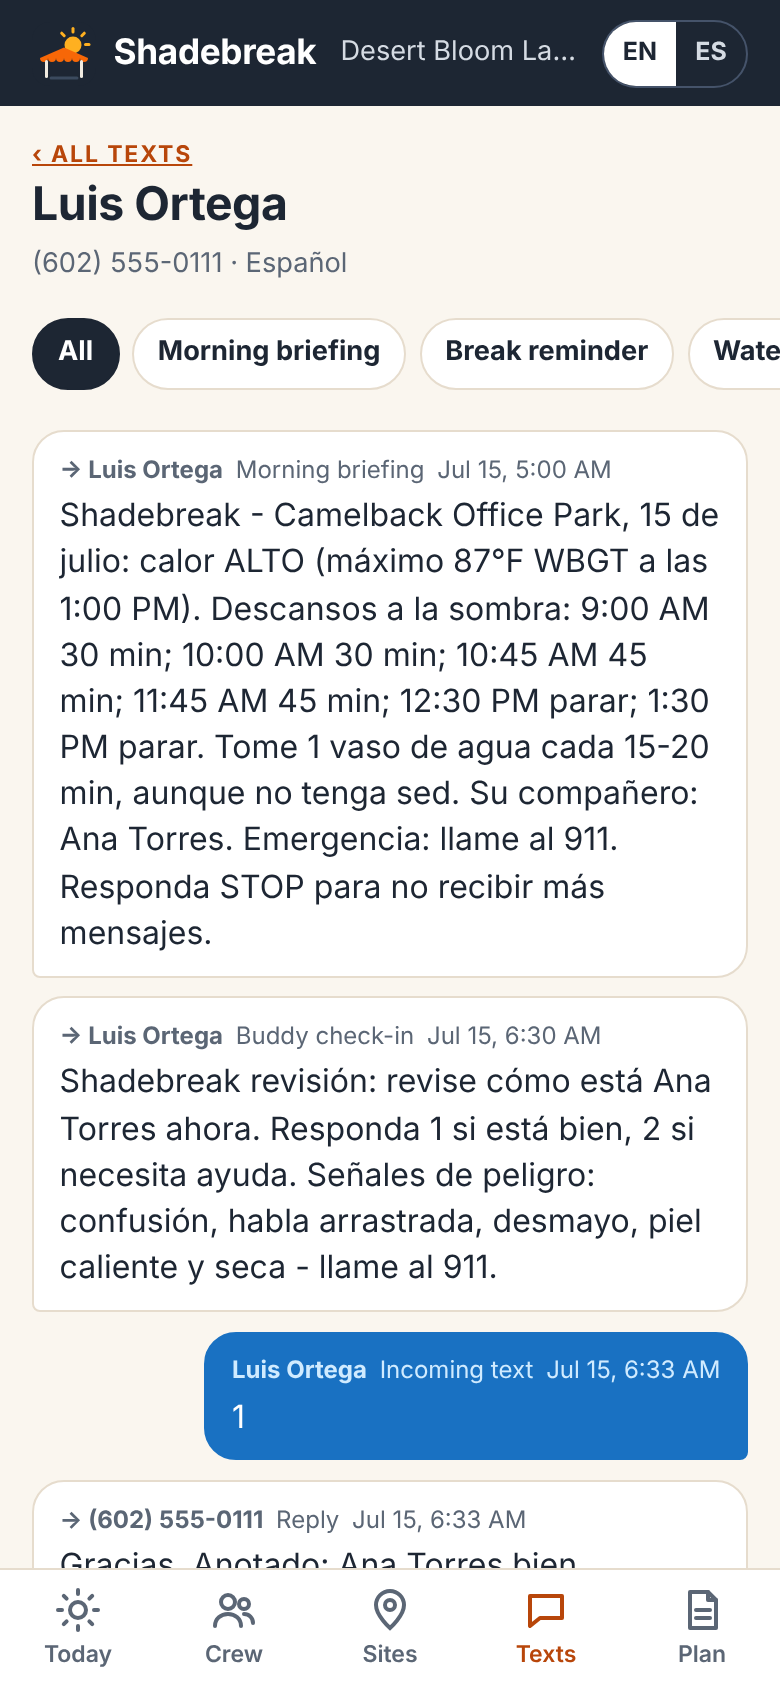 Shadebreak Desert Bloom La... EN ES
‹ ALL TEXTS
Luis Ortega
(602) 555-0111 · Español
All Morning briefing Break reminder Wate
→ Luis Ortega Morning briefing Jul 15, 5:00 AM
Shadebreak - Camelback Office Park, 15 de
julio: calor ALTO (máximo 87°F WBGT a las
1:00 PM). Descansos a la sombra: 9:00 AM
30 min; 10:00 AM 30 min; 10:45 AM 45
min; 11:45 AM 45 min; 12:30 PM parar; 1:30
PM parar. Tome 1 vaso de agua cada 15-20
min, aunque no tenga sed. Su compañero:
Ana Torres. Emergencia: llame al 911.
Responda STOP para no recibir más
mensajes.
→ Luis Ortega Buddy check-in Jul 15, 6:30 AM
Shadebreak revisión: revise cómo está Ana
Torres ahora. Responda 1 si está bien, 2 si
necesita ayuda. Señales de peligro:
confusión, habla arrastrada, desmayo, piel
caliente y seca - llame al 911.
Luis Ortega Incoming text Jul 15, 6:33 AM
1
→ (602) 555-0111 Reply Jul 15, 6:33 AM
Gracias. Anotado: Ana Torres bien.
Today Crew Sites Texts Plan